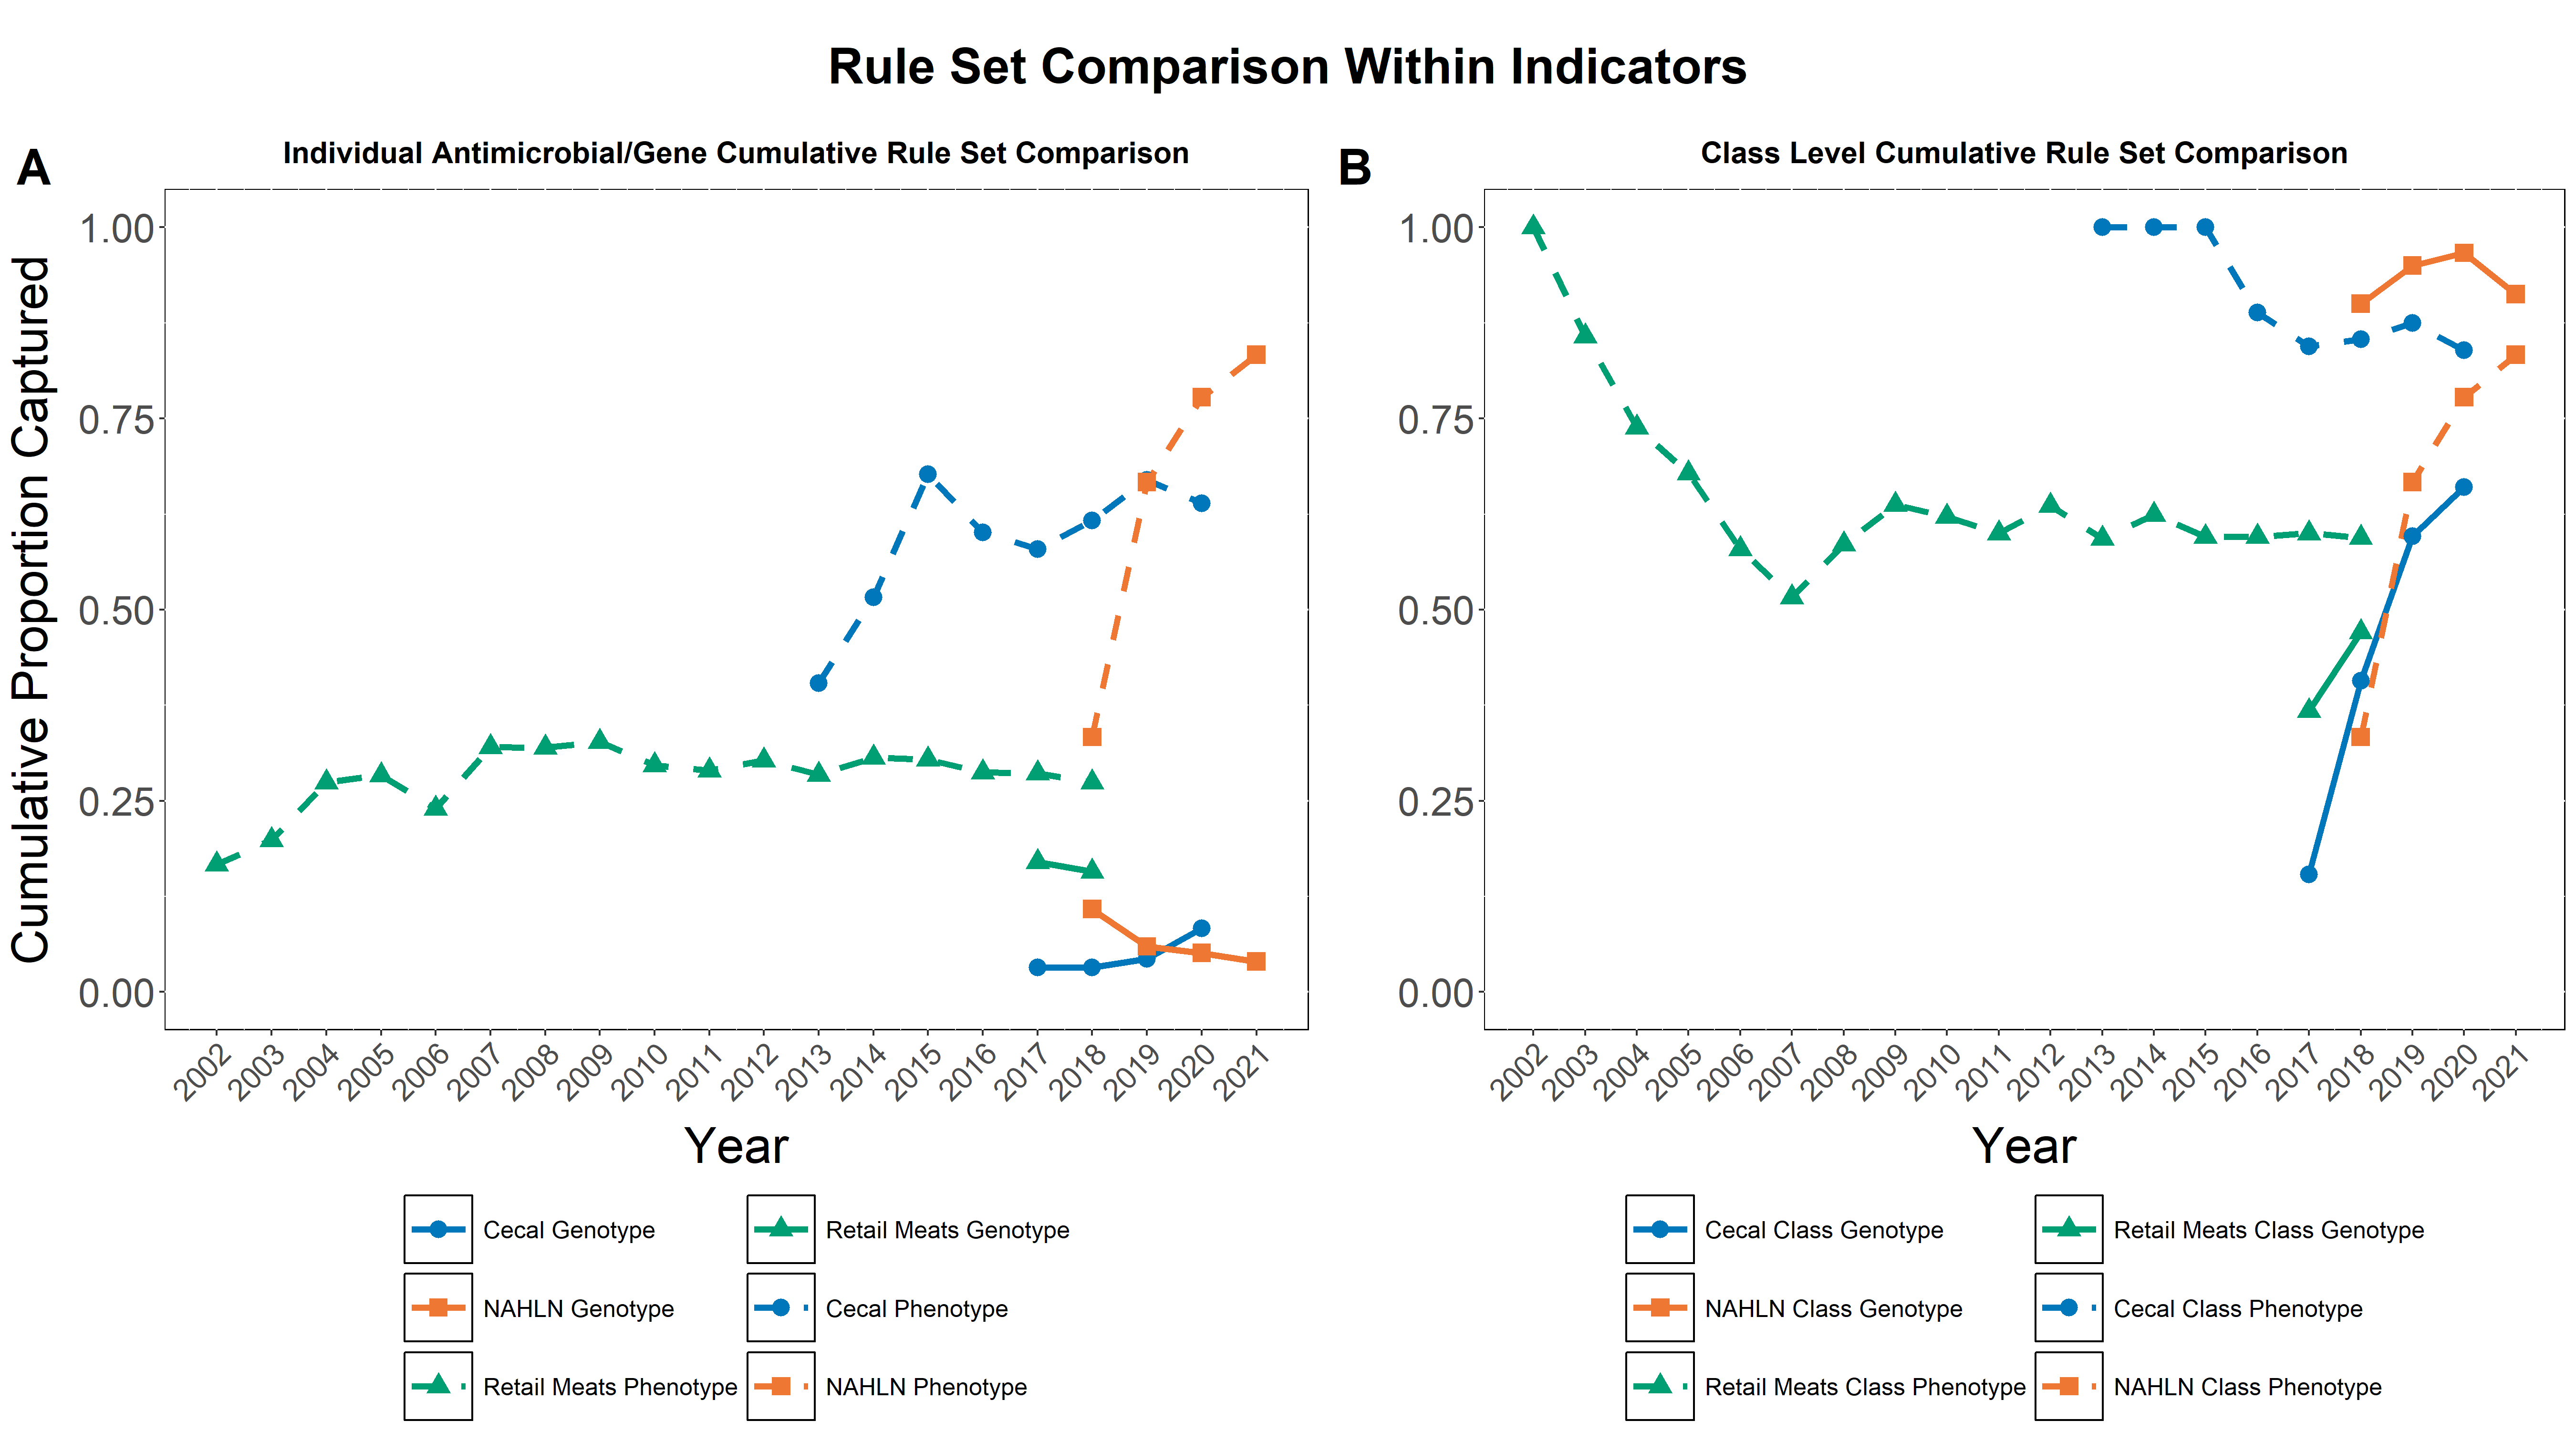 Rule Set Comparison Within Indicators
A
Individual Antimicrobial/Gene Cumulative Rule Set Comparison
Cumulative Proportion Captured
1.00
0.75
0.50
0.25
0.00
2002 2003 2004 2005 2006 2007 2008 2009 2010 2011 2012 2013 2014 2015 2016 2017 2018 2019 2020 2021
Year
Cecal Genotype
Retail Meats Genotype
NAHLN Genotype
Cecal Phenotype
Retail Meats Phenotype
NAHLN Phenotype
B
Class Level Cumulative Rule Set Comparison
1.00
0.75
0.50
0.25
0.00
2002 2003 2004 2005 2006 2007 2008 2009 2010 2011 2012 2013 2014 2015 2016 2017 2018 2019 2020 2021
Year
Cecal Class Genotype
Retail Meats Class Genotype
NAHLN Class Genotype
Cecal Class Phenotype
Retail Meats Class Phenotype
NAHLN Class Phenotype